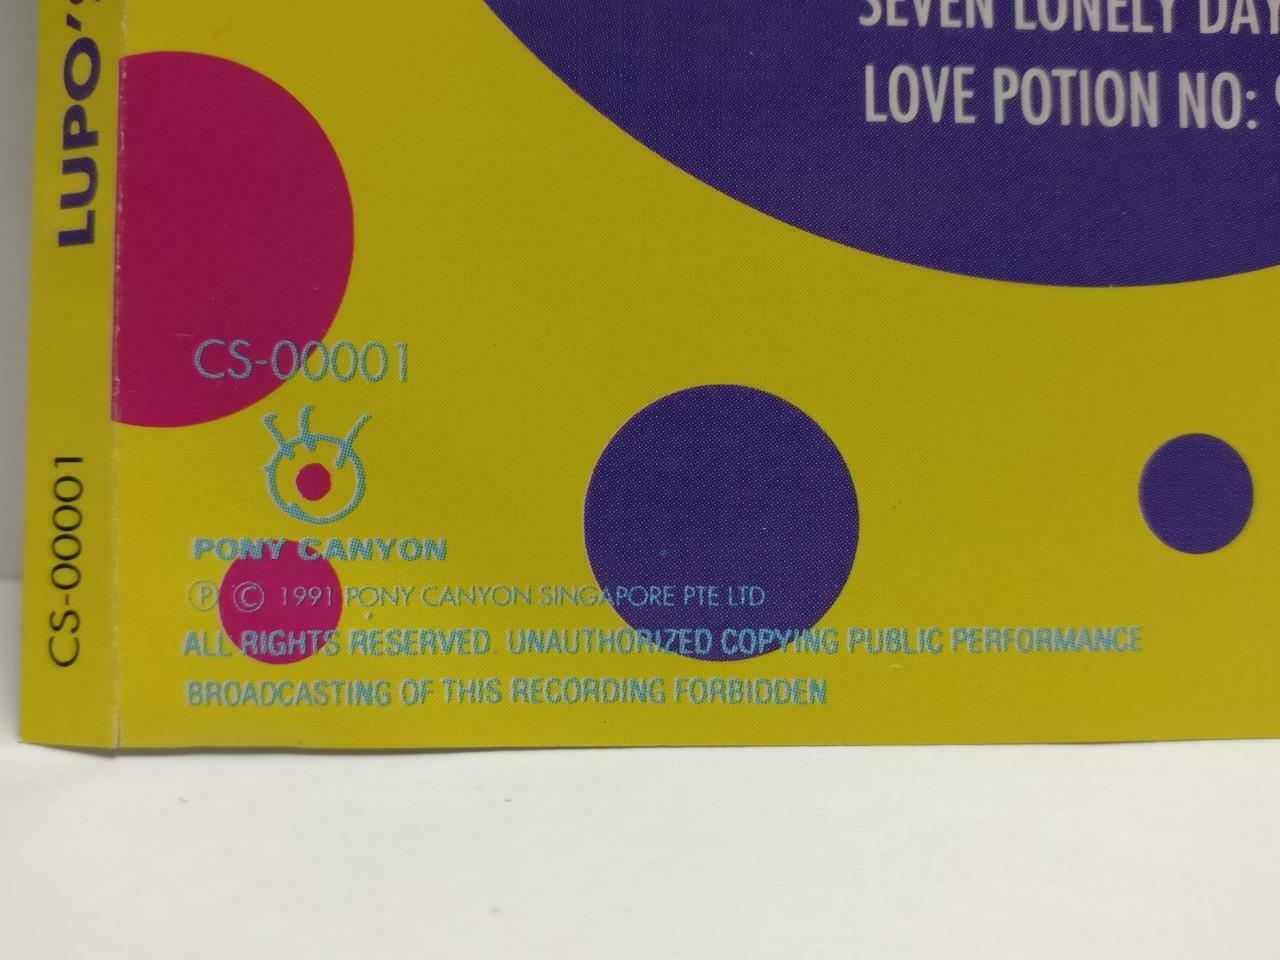 SEVEN LONELY
LOVE POTION NO:
LUPO'S
CS-00001
PONY CANYON
Ⓟ © 1991 PONY CANYON SINGAPORE PTE LTD
ALL RIGHTS RESERVED. UNAUTHORIZED COPYING PUBLIC PERFORMANCE
BROADCASTING OF THIS RECORDING FORBIDDEN
CS-00001